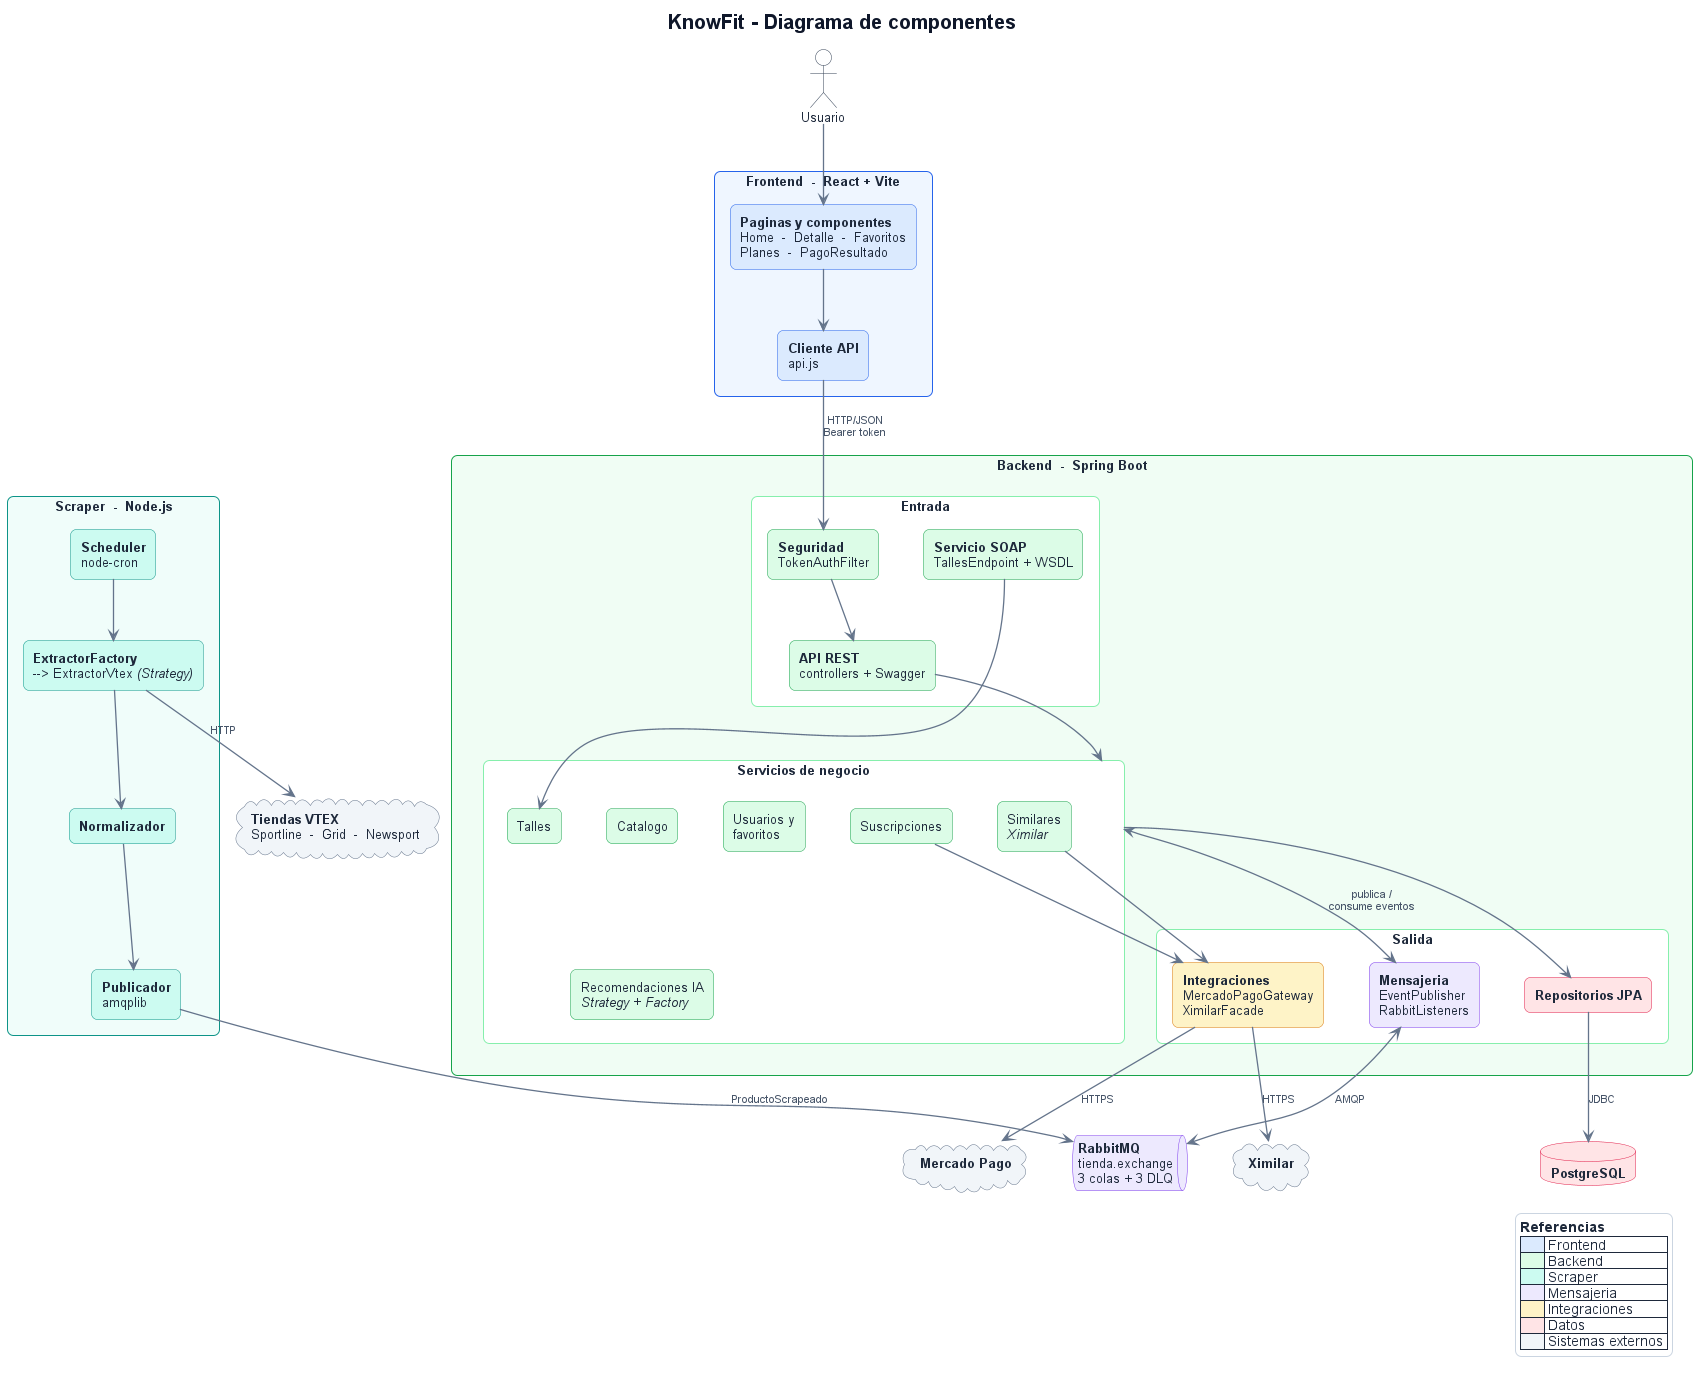 KnowFit - Diagrama de componentes
Usuario
Frontend - React + Vite
Paginas y componentes
Home - Detalle - Favoritos
Planes - PagoResultado
Cliente API
api.js
HTTP/JSON
Bearer token
Backend - Spring Boot
Entrada
Seguridad
TokenAuthFilter
Servicio SOAP
TallesEndpoint + WSDL
API REST
controllers + Swagger
Scraper - Node.js
Scheduler
node-cron
ExtractorFactory
--> ExtractorVtex (Strategy)
HTTP
Normalizador
Tiendas VTEX
Sportline - Grid - Newsport
Publicador
amqplib
Servicios de negocio
Talles
Catalogo
Usuarios y
favoritos
Suscripciones
Similares
Ximilar
Recomendaciones IA
Strategy + Factory
publica /
consume eventos
Salida
Integraciones
MercadoPagoGateway
XimilarFacade
Mensajeria
EventPublisher
RabbitListeners
Repositorios JPA
ProductoScrapeado
HTTPS
HTTPS
AMQP
JDBC
Mercado Pago
RabbitMQ
tienda.exchange
3 colas + 3 DLQ
Ximilar
PostgreSQL
Referencias
Frontend
Backend
Scraper
Mensajeria
Integraciones
Datos
Sistemas externos